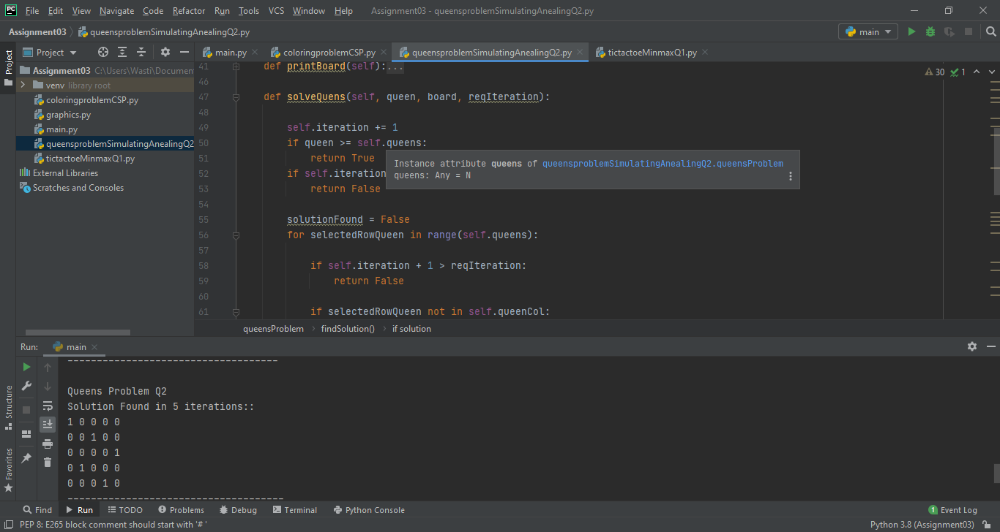 PC File Edit View Navigate Code Refactor Run Tools VCS Window Help Assignment03 - queensproblemSimulatingAnealingQ2.py
Assignment03 queensproblemSimulatingAnealingQ2.py main
Project
Project
main.py coloringproblemCSP.py queensproblemSimulatingAnealingQ2.py tictactoeMinmaxQ1.py
Assignment03 C:\Users\Wasti\Documen
venv library root
coloringproblemCSP.py
graphics.py
main.py
queensproblemSimulatingAnealingQ2
tictactoeMinmaxQ1.py
External Libraries
Scratches and Consoles
30 1
41 def printBoard(self):...
46
47 def solveQuens(self, queen, board, reqIteration):
48
49 self.iteration += 1
50 if queen >= self.queens:
51 return True
52 if self.iteration
53 return False
54
55 solutionFound = False
56 for selectedRowQueen in range(self.queens):
57
58 if self.iteration + 1 > reqIteration:
59 return False
60
61 if selectedRowQueen not in self.queenCol:
Instance attribute queens of queensproblemSimulatingAnealingQ2.queensProblem
queens: Any = N
queensProblem findSolution() if solution
Run: main
------------------------------------
Queens Problem Q2
Solution Found in 5 iterations::
1 0 0 0 0
0 0 1 0 0
0 0 0 0 1
0 1 0 0 0
0 0 0 1 0
-------------------------------------
Structure
Favorites
Find Run TODO Problems Debug Terminal Python Console 1 Event Log
PEP 8: E265 block comment should start with '# ' Python 3.8 (Assignment03)